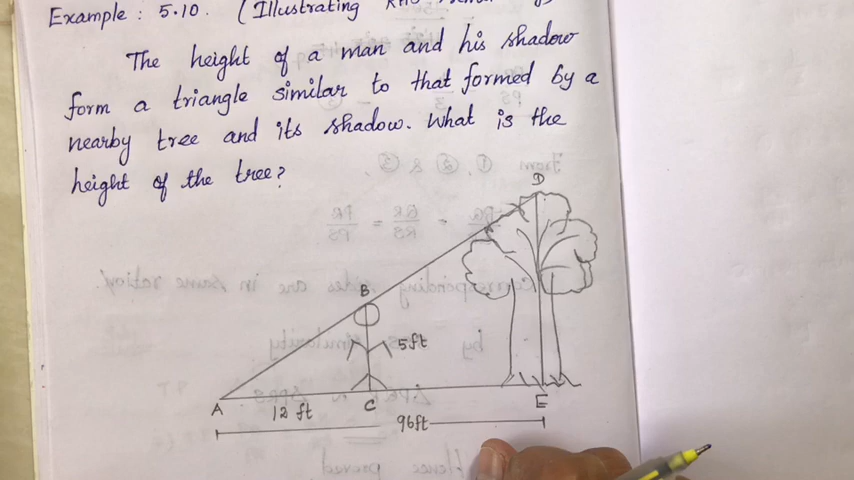 Example : 5.10. (Illustrating
The height of a man and his shadow
form a triangle similar to that formed by a
nearby tree and its shadow. What is the
height of the tree?
D
B
5ft
A
12 ft
C
E
96ft